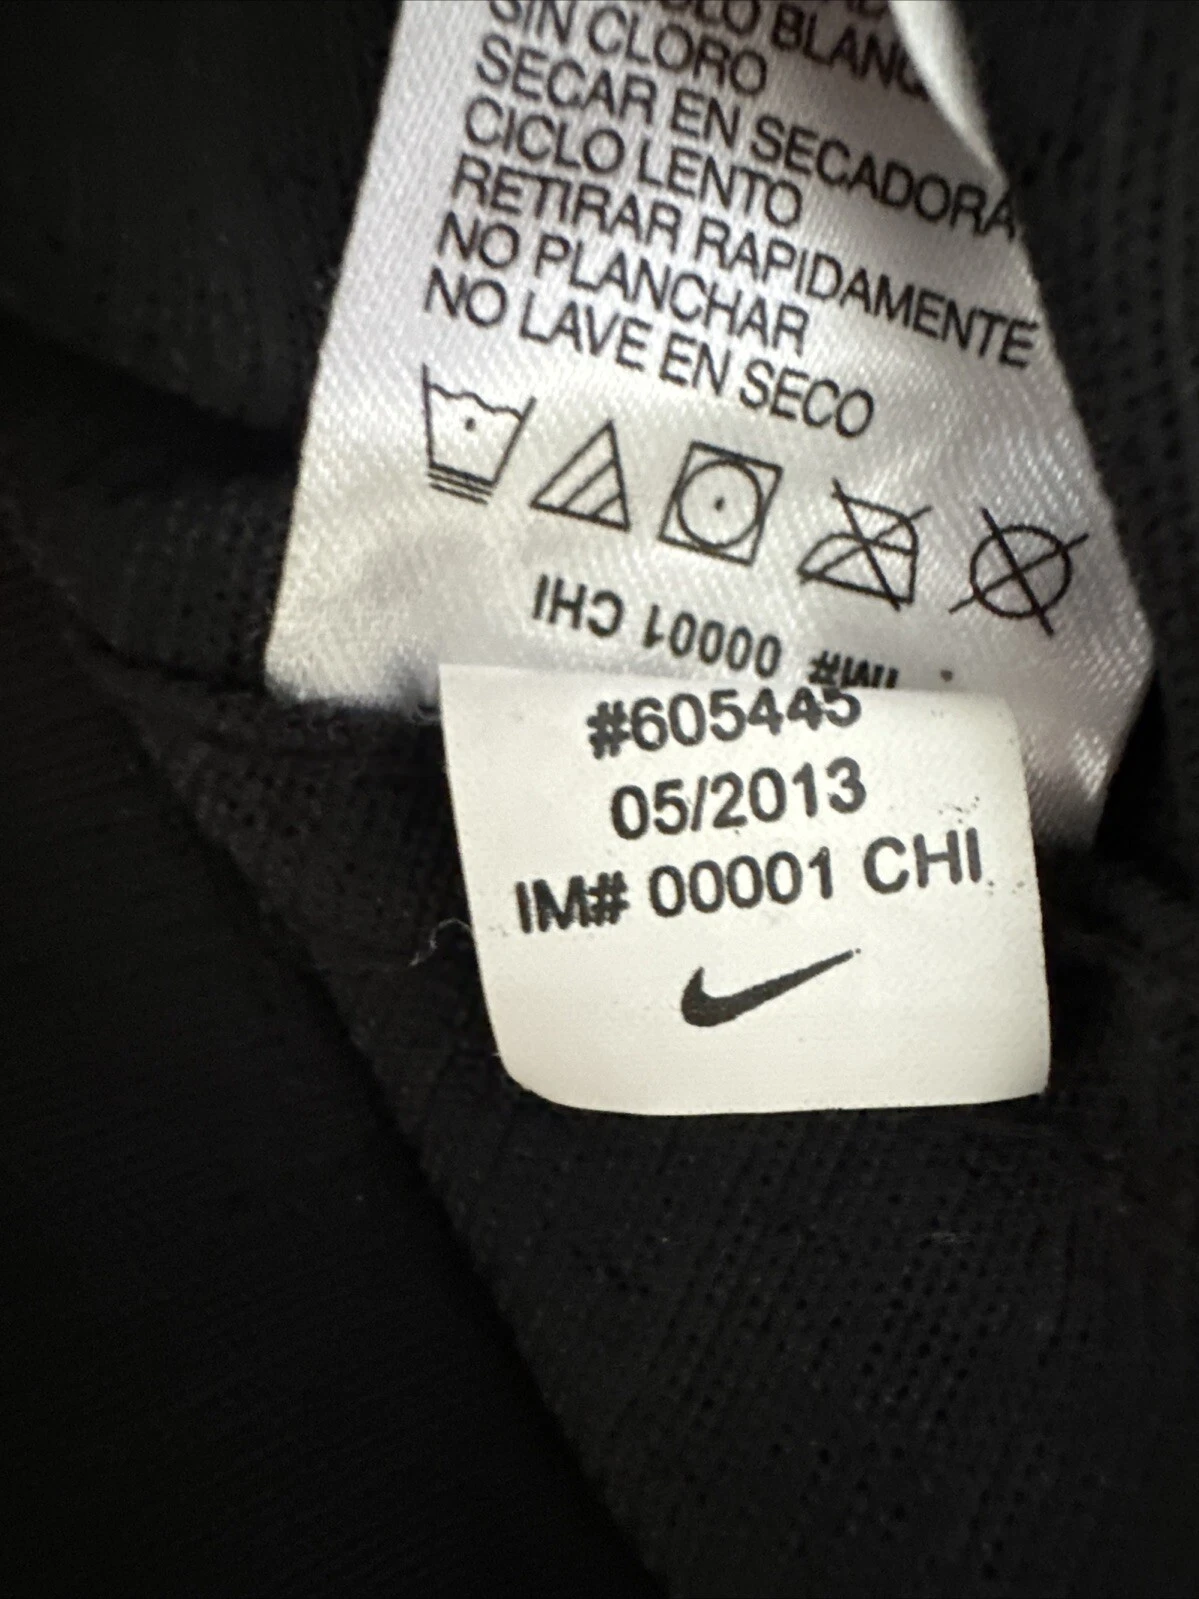 BLANQ
SIN CLORO
SECAR EN SECADORA
CICLO LENTO
RETIRAR RAPIDAMENTE
NO PLANCHAR
NO LAVE EN SECO
IM# 00001 CHI
#605445
05/2013
IM# 00001 CHI